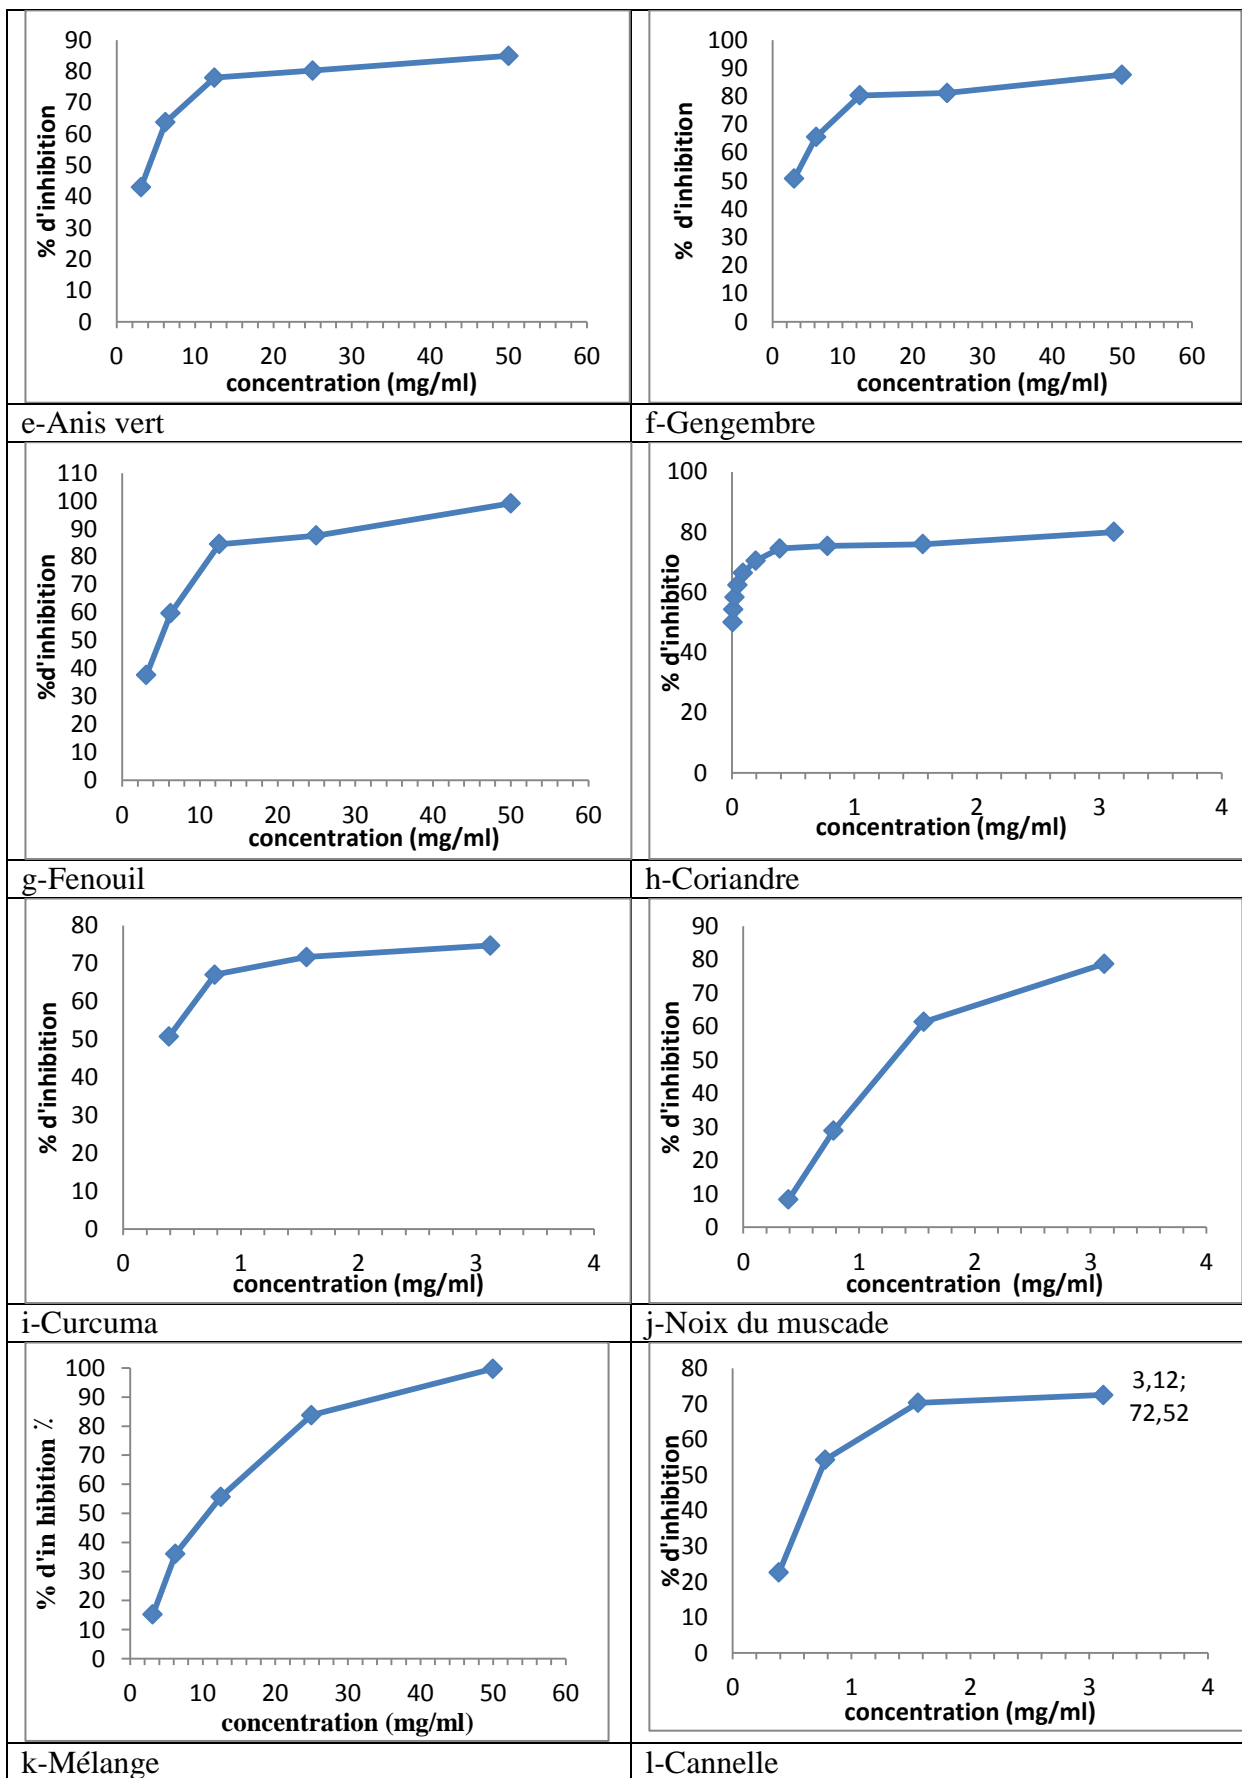 90
80
70
60
50
40
30
20
10
0
% d'inhibition
0 10 20 30 40 50 60
concentration (mg/ml)
e-Anis vert
100
90
80
70
60
50
40
30
20
10
0
% d'inhibition
0 10 20 30 40 50 60
concentration (mg/ml)
f-Gengembre
110
100
90
80
70
60
50
40
30
20
10
0
%d'inhibition
0 10 20 30 40 50 60
concentration (mg/ml)
g-Fenouil
100
80
60
40
20
0
% d'inhibitio
0 1 2 3 4
concentration (mg/ml)
h-Coriandre
80
70
60
50
40
30
20
10
0
% d'inhibition
0 1 2 3 4
concentration (mg/ml)
i-Curcuma
90
80
70
60
50
40
30
20
10
0
% d'inhibition
0 1 2 3 4
concentration (mg/ml)
j-Noix du muscade
100
90
80
70
60
50
40
30
20
10
0
% d'in hibition %
0 10 20 30 40 50 60
concentration (mg/ml)
k-Mélange
80
70
60
50
40
30
20
10
0
% d'inhibition
3,12;
72,52
0 1 2 3 4
concentration (mg/ml)
l-Cannelle